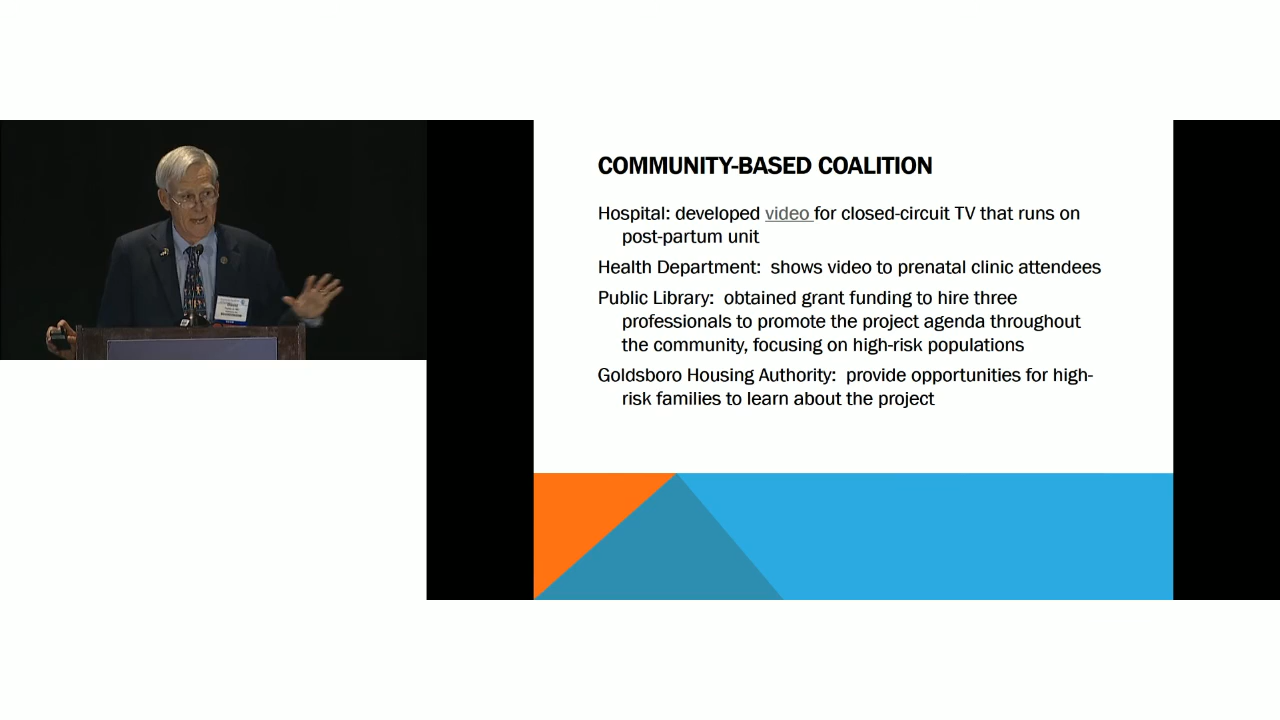 COMMUNITY-BASED COALITION
Hospital: developed video for closed-circuit TV that runs on
post-partum unit
Health Department:  shows video to prenatal clinic attendees
Public Library:  obtained grant funding to hire three
professionals to promote the project agenda throughout
the community, focusing on high-risk populations
Goldsboro Housing Authority:  provide opportunities for high-
risk families to learn about the project